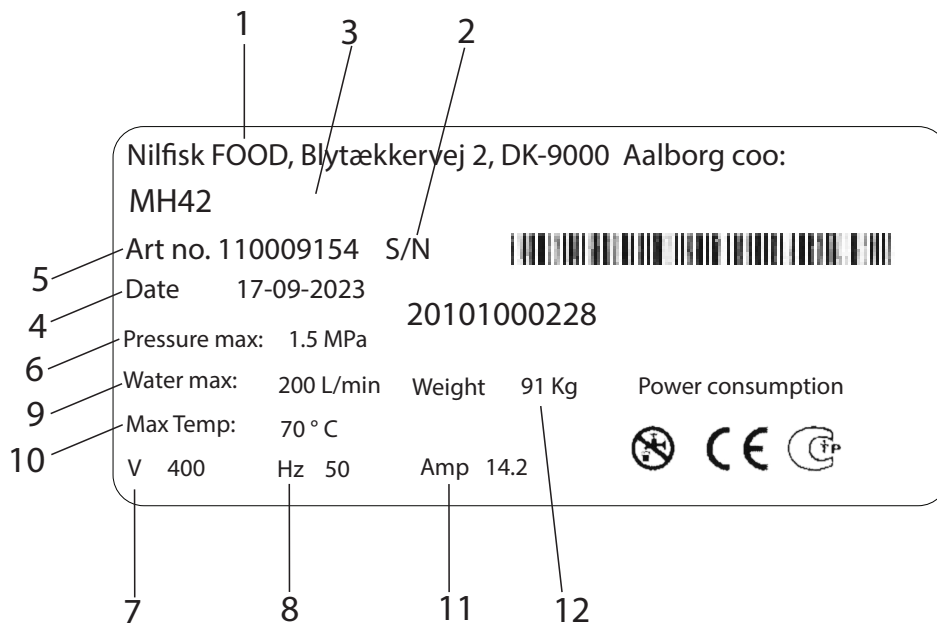 1 3 2
Nilfisk FOOD, Blytækkervej 2, DK-9000 Aalborg coo:
MH42
5 Art no. 110009154 S/N
4 Date 17-09-2023
20101000228
6 Pressure max: 1.5 MPa
9 Water max: 200 L/min Weight 91 Kg Power consumption
10 Max Temp: 70 ° C
CE C TP
V 400 Hz 50 Amp 14.2
7 8 11 12